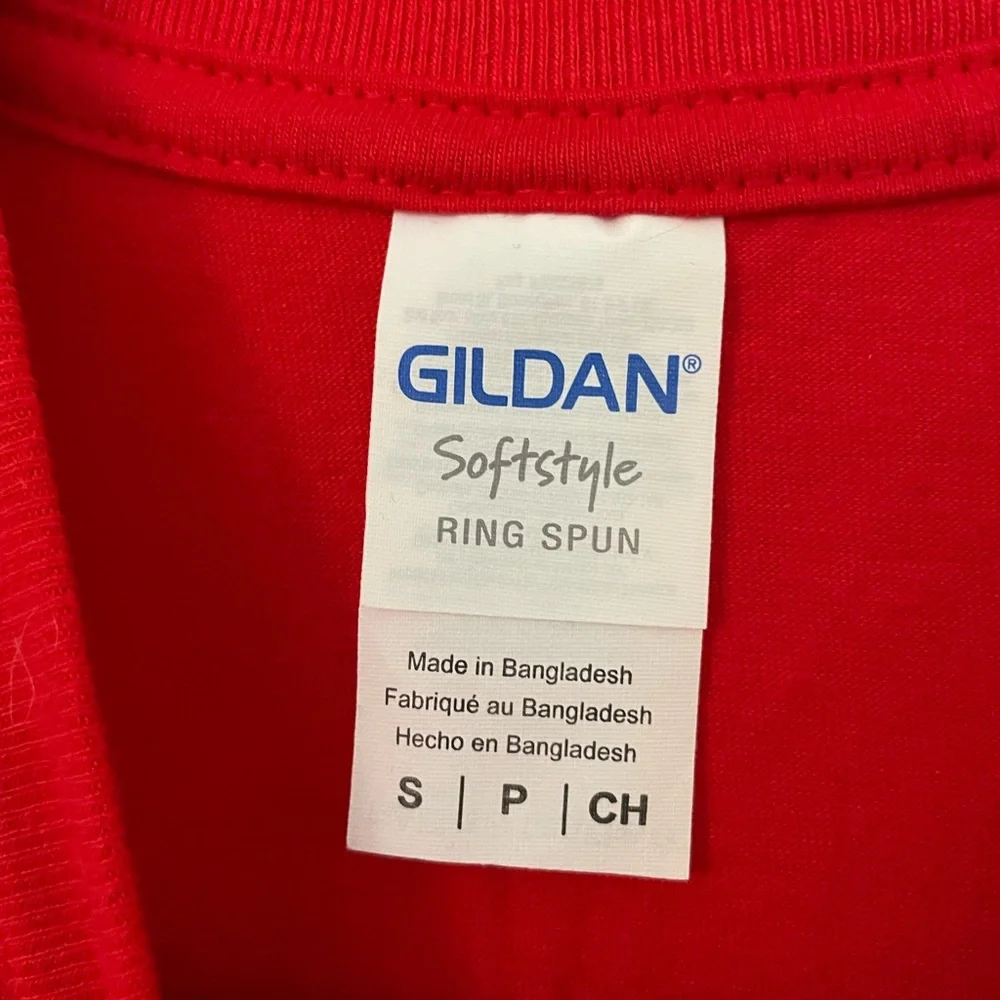 GILDAN®
Softstyle
RING SPUN
Made in Bangladesh
Fabriqué au Bangladesh
Hecho en Bangladesh
S | P | CH